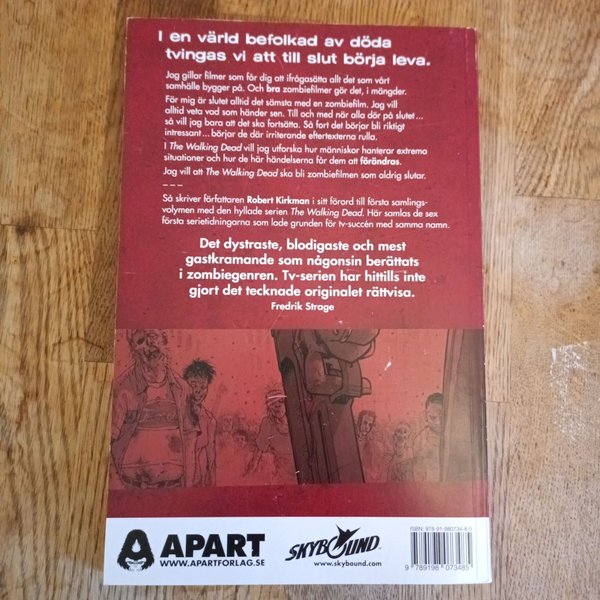 I en värld befolkad av döda
tvingas vi att till slut börja leva.
Jag gillar filmer som får dig att ifrågasätta allt det som vårt
samhälle bygger på. Och bra zombiefilmer gör det, i mängder.
För mig är slutet alltid det sämsta med en zombiefilm. Jag vill
alltid veta vad som händer sen. Till och med när alla dör på slutet...
så vill jag bara att det ska fortsätta. Så fort det börjar bli riktigt
intressant... börjar de där irriterande eftertexterna rulla.
I The Walking Dead vill jag utforska hur människor hanterar extrema
situationer och hur de här händelserna får dem att förändras.
Jag vill att The Walking Dead ska bli zombiefilmen som aldrig slutar.
– – –
Så skriver författaren Robert Kirkman i sitt förord till första samlings-
volymen med den hyllade serien The Walking Dead. Här samlas de sex
första serietidningarna som lade grunden för tv-succén med samma namn.
Det dystraste, blodigaste och mest
gastkramande som någonsin berättats
i zombiegenren. Tv-serien har hittills inte
gjort det tecknade originalet rättvisa.
Fredrik Strage
APART
WWW.APARTFORLAG.SE
SKYBOUND
www.skybound.com
ISBN: 978-91-980734-8-5
9 789198 073485